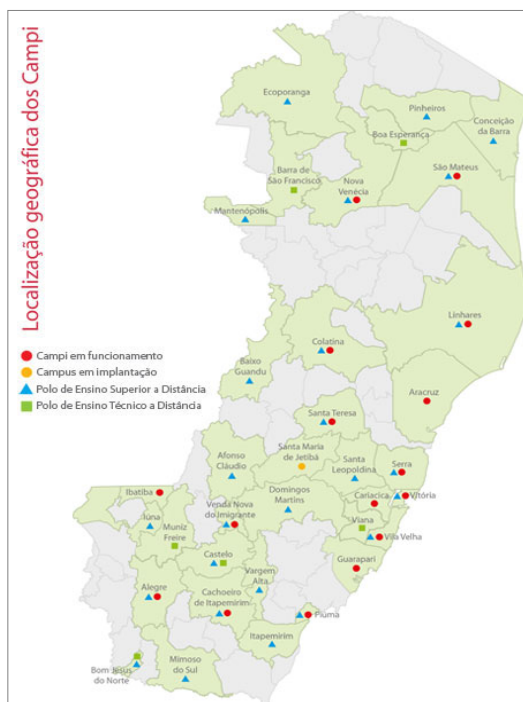 Localização geográfica dos Campi
Ecoporanga
Pinheiros
Conceição
da Barra
Boa Esperança
Barra de
São Francisco
Nova
Venécia
São Mateus
Mantenópolis
Linhares
Colatina
Baixo
Guandu
Campi em funcionamento
Campus em implantação
Polo de Ensino Superior a Distância
Polo de Ensino Técnico a Distância
Aracruz
Santa Teresa
Santa Maria
de Jetibá
Afonso
Cláudio
Santa
Leopoldina
Serra
Ibatiba
Venda Nova
do Imigrante
Domingos
Martins
Cariacica
Vitória
Iúna
Muniz
Freire
Viana
Vila Velha
Castelo
Vargem
Alta
Guarapari
Alegre
Cachoeiro
de Itapemirim
Piúma
Itapemirim
Bom Jesus
do Norte
Mimoso
do Sul